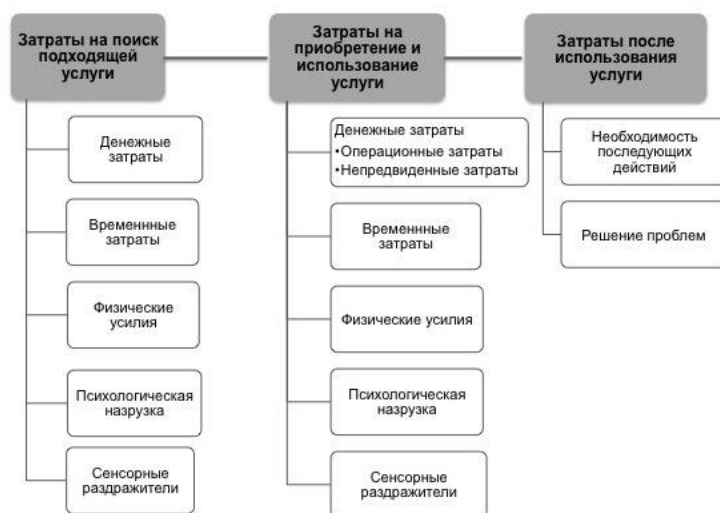 Затраты на поиск
подходящей
услуги
Денежные
затраты
Временнные
затраты
Физические
усилия
Психологическая
назрузка
Сенсорные
раздражители
Затраты на
приобретение и
использование
услуги
Денежные затраты
•Операционные затраты
•Непредвиденные затраты
Временнные
затраты
Физические усилия
Психологическая
назрузка
Сенсорные
раздражители
Затраты после
использования
услуги
Необходимость
последующих
действий
Решение проблем